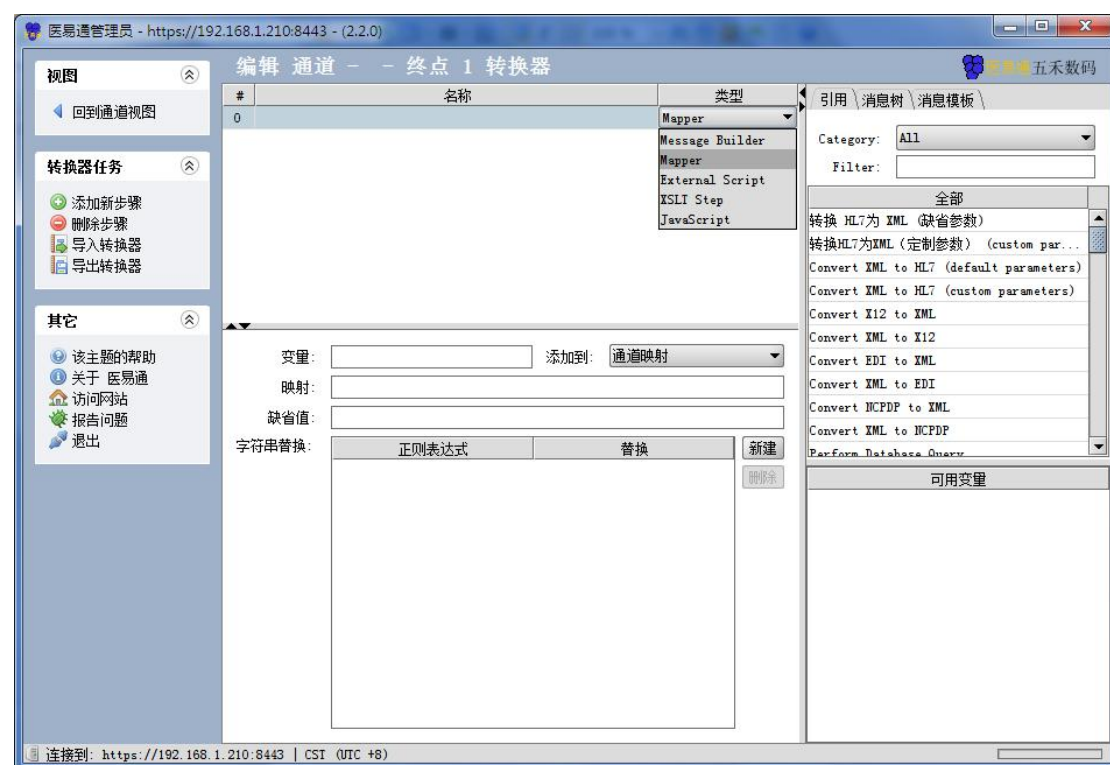 医易通管理员 - https://192.168.1.210:8443 - (2.2.0)
视图
回到通道视图
转换器任务
添加新步骤
删除步骤
导入转换器
导出转换器
其它
该主题的帮助
关于 医易通
访问网站
报告问题
退出
编辑 通道 - - 终点 1 转换器
医易通 五禾数码
# 名称 类型
0 Mapper
Message Builder
Mapper
External Script
XSLT Step
JavaScript
变量: 添加到: 通道映射
映射:
缺省值:
字符串替换: 正则表达式 替换 新建
删除
引用 消息树 消息模板
Category: All
Filter:
全部
转换 HL7为 XML (缺省参数)
转换HL7为XML (定制参数) (custom par...
Convert XML to HL7 (default parameters)
Convert XML to HL7 (custom parameters)
Convert X12 to XML
Convert XML to X12
Convert EDI to XML
Convert XML to EDI
Convert NCPDP to XML
Convert XML to NCPDP
Perform Database Query
可用变量
连接到: https://192.168.1.210:8443 | CST (UTC +8)